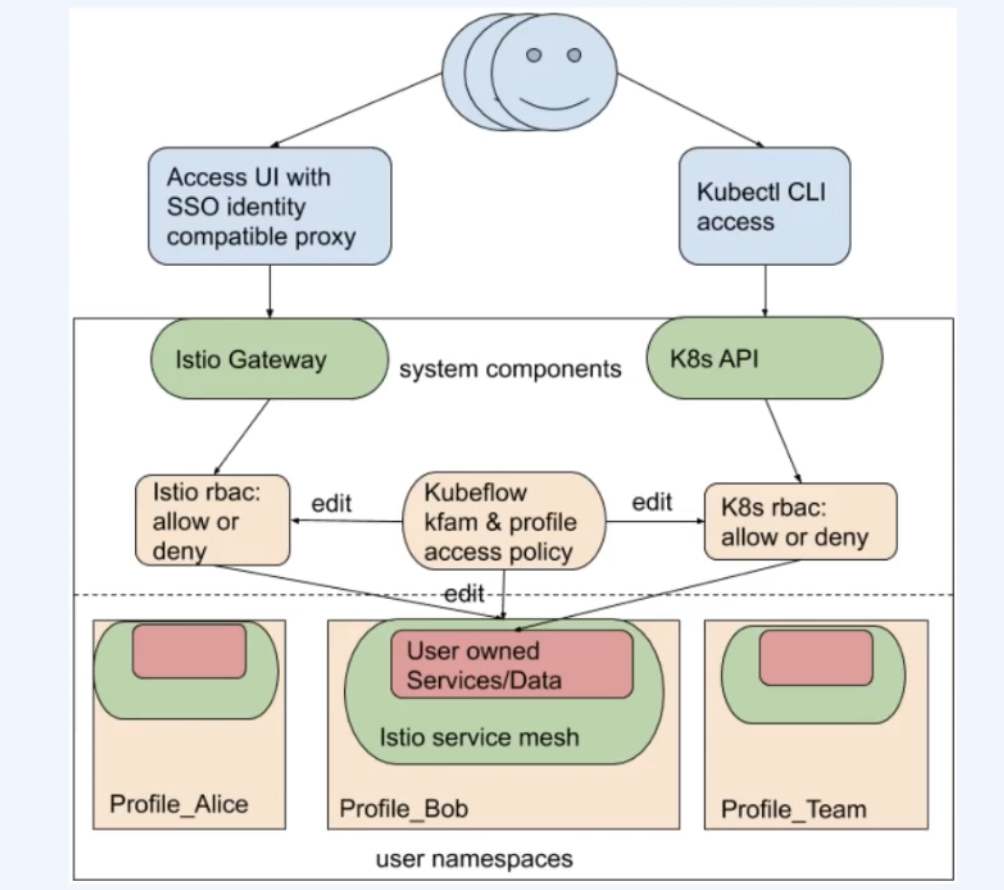 Access UI with
SSO identity
compatible proxy
Kubectl CLI
access
Istio Gateway
system components
K8s API
Istio rbac:
allow or
deny
edit
Kubeflow
kfam & profile
access policy
edit
K8s rbac:
allow or deny
edit
User owned
Services/Data
Istio service mesh
Profile_Alice
Profile_Bob
Profile_Team
user namespaces